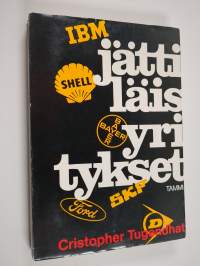 IBM
jätti
SHELL
läis
BAYER
BAYER
yri
tykset
TAMMI
SKF
Ford
D
Cristopher Tugendhat